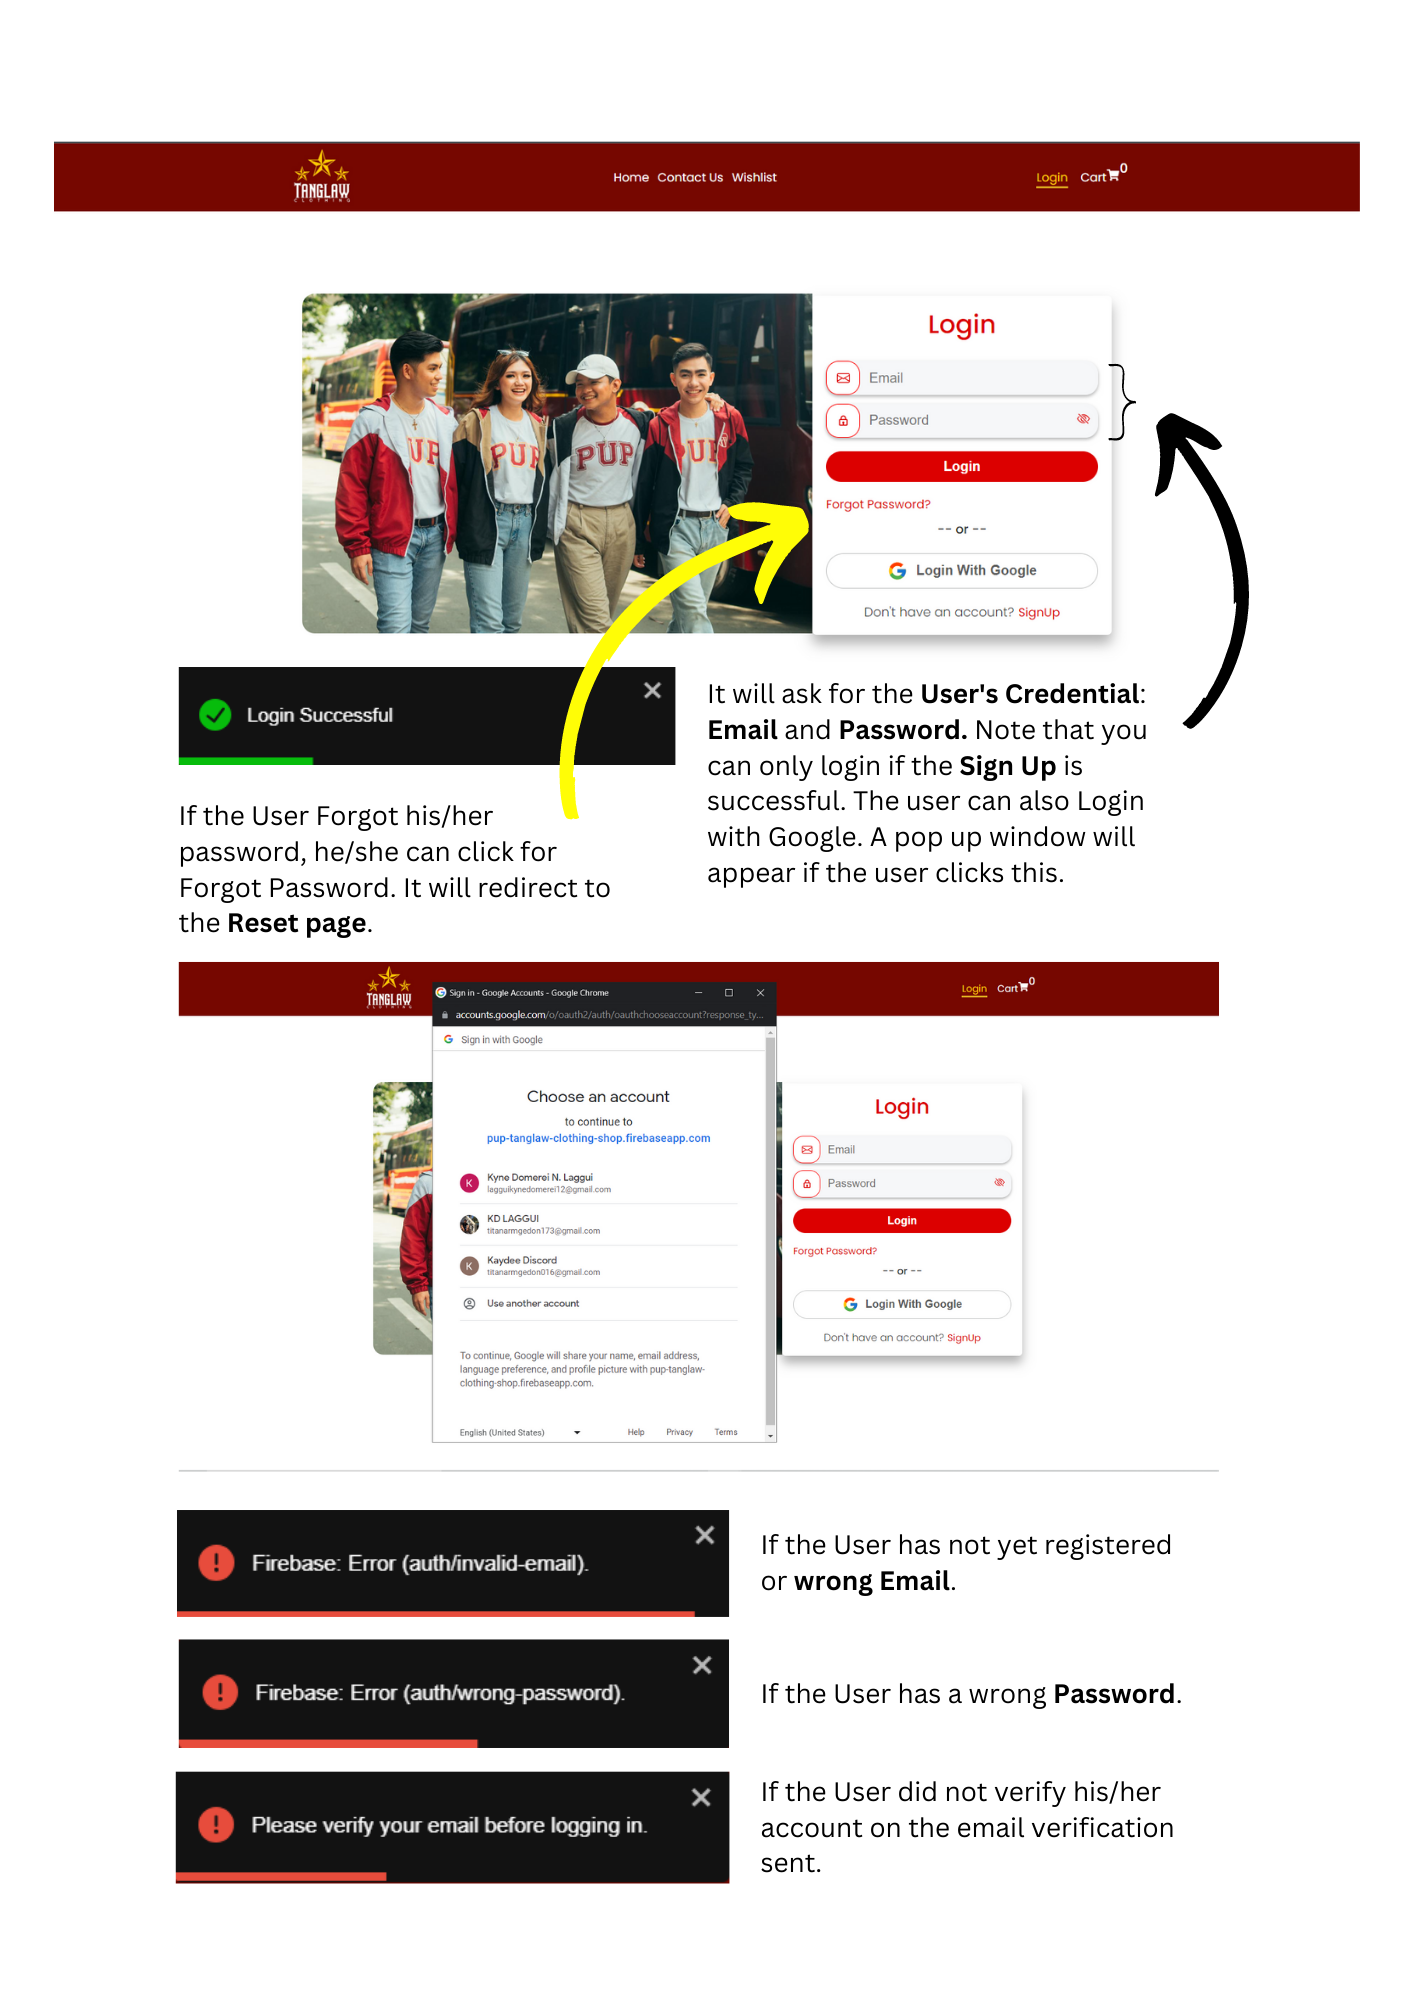 TANGLAW
CLOTHING
Home Contact Us Wishlist
Login Cart 0
UP
PUP
PUP
PUP
Login
Email
Password
Login
Forgot Password?
-- or --
Login With Google
Don't have an account? SignUp
Login Successful
If the User Forgot his/her
password, he/she can click for
Forgot Password. It will redirect to
the Reset page.
It will ask for the User's Credential:
Email and Password. Note that you
can only login if the Sign Up is
successful. The user can also Login
with Google. A pop up window will
appear if the user clicks this.
TANGLAW
CLOTHING
Login Cart 0
Sign in - Google Accounts - Google Chrome
accounts.google.com/o/oauth2/auth/oauthchooseaccount?response_ty...
Sign in with Google
Choose an account
to continue to
pup-tanglaw-clothing-shop.firebaseapp.com
K
Kyne Domerei N. Laggui
lagguikynedomerei12@gmail.com
KD LAGGUI
titanarmgedon173@gmail.com
K
Kaydee Discord
titanarmgedon016@gmail.com
Use another account
To continue, Google will share your name, email address,
language preference, and profile picture with pup-tanglaw-
clothing-shop.firebaseapp.com.
English (United States) Help Privacy Terms
Login
Email
Password
Login
Forgot Password?
-- or --
Login With Google
Don't have an account? SignUp
Firebase: Error (auth/invalid-email).
If the User has not yet registered
or wrong Email.
Firebase: Error (auth/wrong-password).
If the User has a wrong Password.
Please verify your email before logging in.
If the User did not verify his/her
account on the email verification
sent.